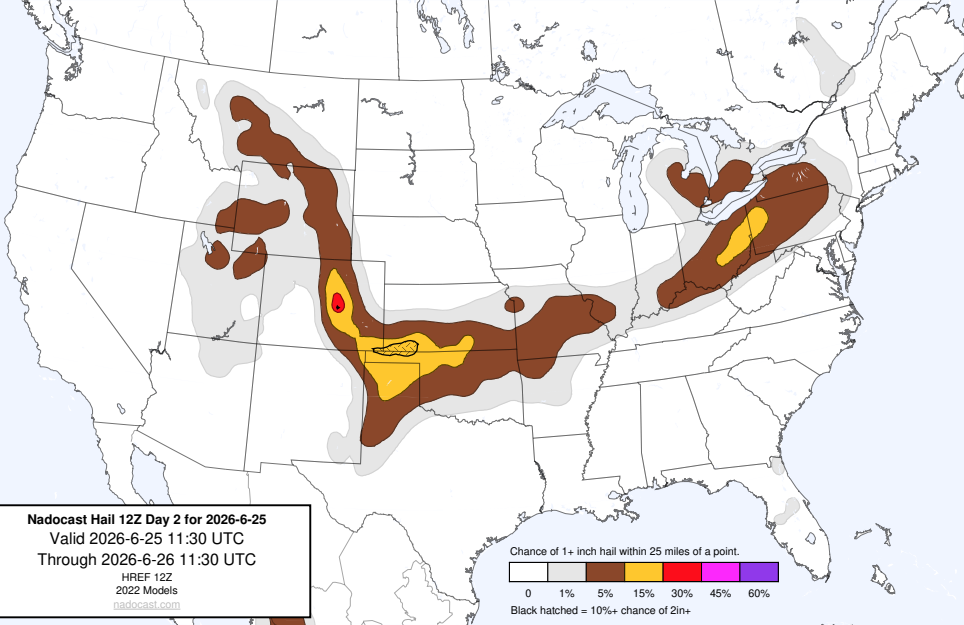 Nadocast Hail 12Z Day 2 for 2026-6-25
Valid 2026-6-25 11:30 UTC
Through 2026-6-26 11:30 UTC
HREF 12Z
2022 Models
nadocast.com
Chance of 1+ inch hail within 25 miles of a point.
0 1% 5% 15% 30% 45% 60%
Black hatched = 10%+ chance of 2in+